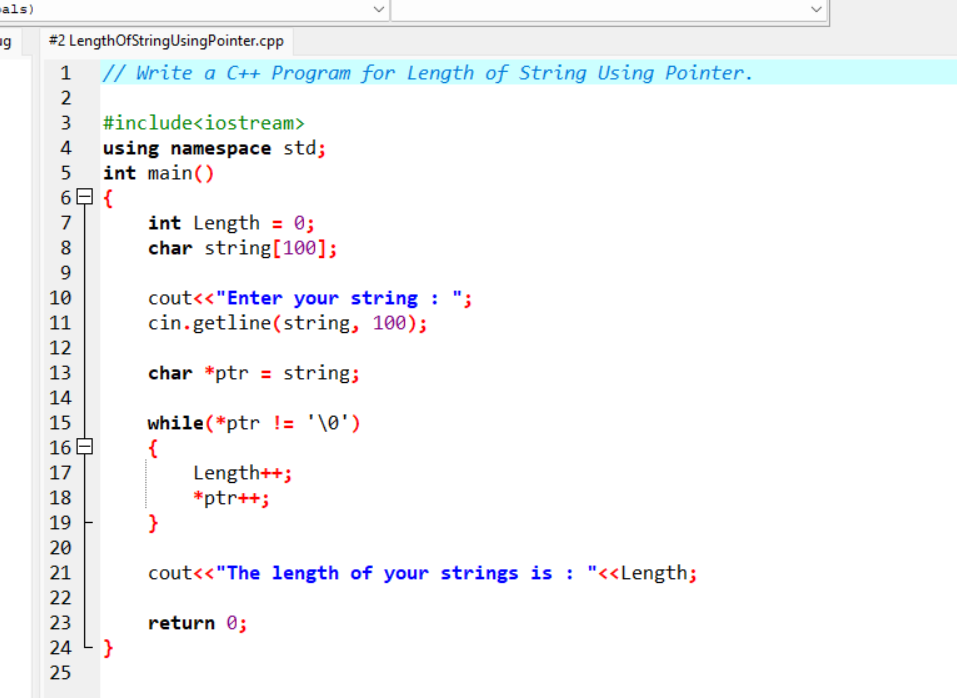 als)
ug #2 LengthOfStringUsingPointer.cpp
1 // Write a C++ Program for Length of String Using Pointer.
2
3 #include<iostream>
4 using namespace std;
5 int main()
6 {
7 int Length = 0;
8 char string[100];
9
10 cout<<"Enter your string : ";
11 cin.getline(string, 100);
12
13 char *ptr = string;
14
15 while(*ptr != '\0')
16 {
17 Length++;
18 *ptr++;
19 }
20
21 cout<<"The length of your strings is : "<<Length;
22
23 return 0;
24 }
25